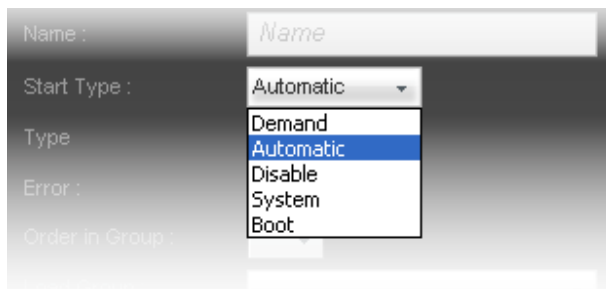 Name : Name
Start Type : Automatic
Demand
Type Automatic
Disable
Error :
System
Boot
Order in Group :